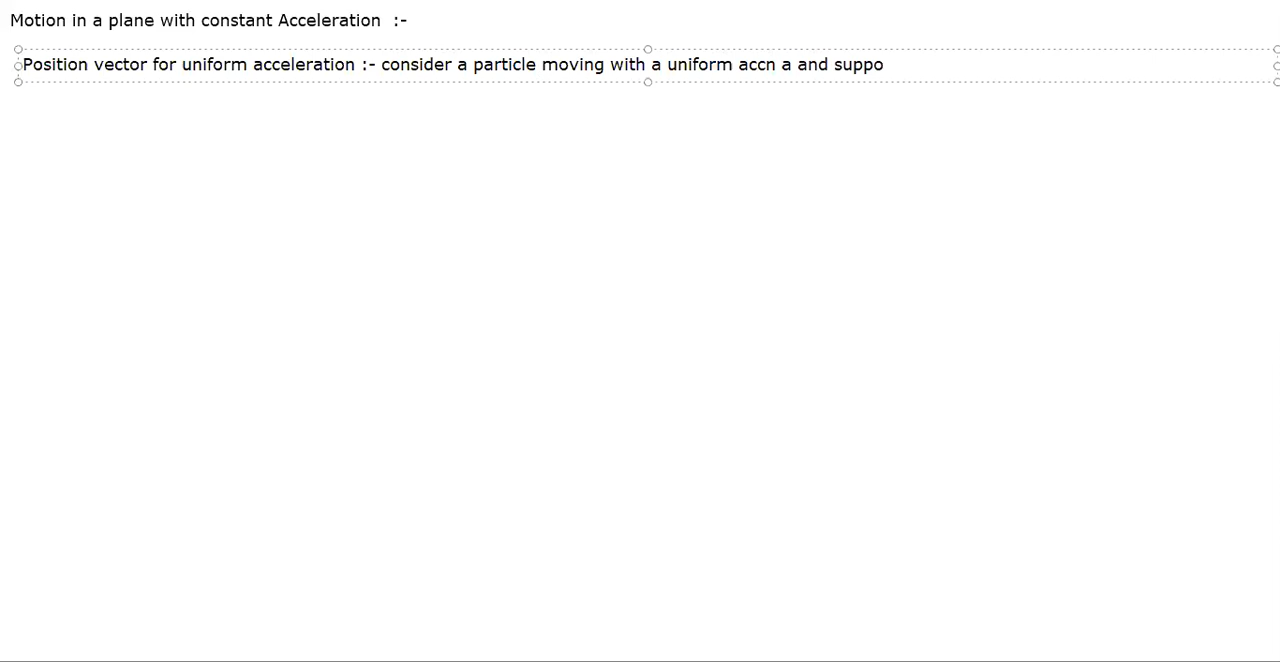 Motion in a plane with constant Acceleration  :-
Position vector for uniform acceleration :- consider a particle moving with a uniform accn a and suppo